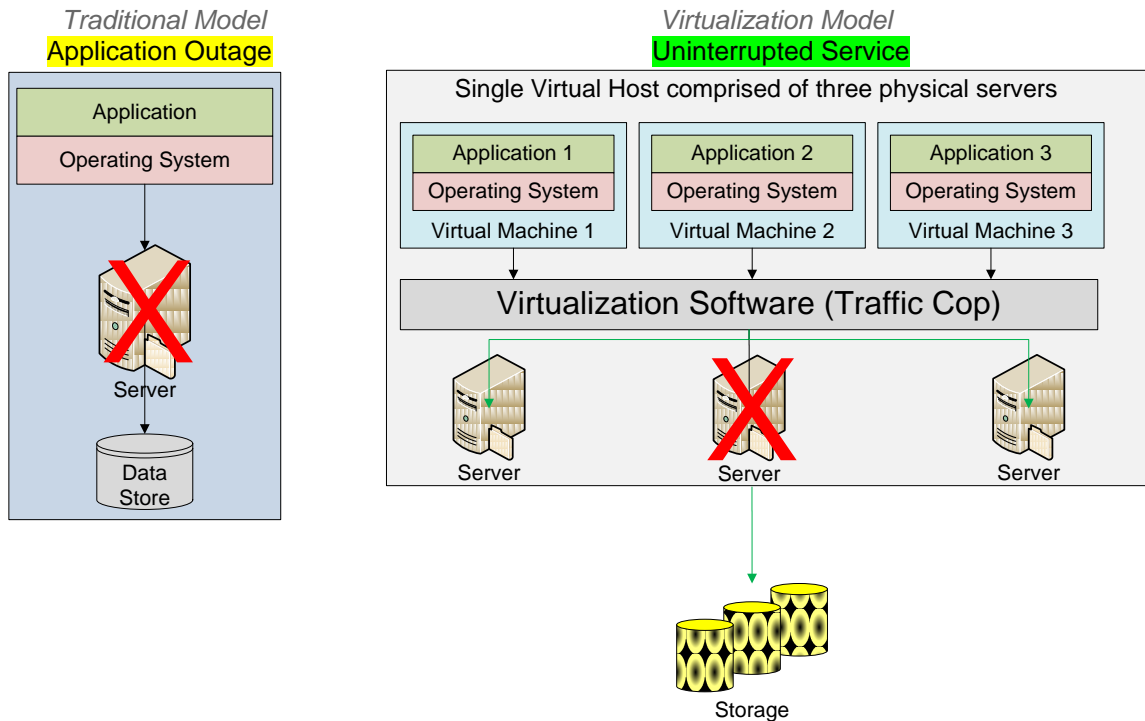 Traditional Model
Application Outage
Application
Operating System
Server
Data
Store
Virtualization Model
Uninterrupted Service
Single Virtual Host comprised of three physical servers
Application 1
Operating System
Virtual Machine 1
Application 2
Operating System
Virtual Machine 2
Application 3
Operating System
Virtual Machine 3
Virtualization Software (Traffic Cop)
Server
Server
Server
Storage